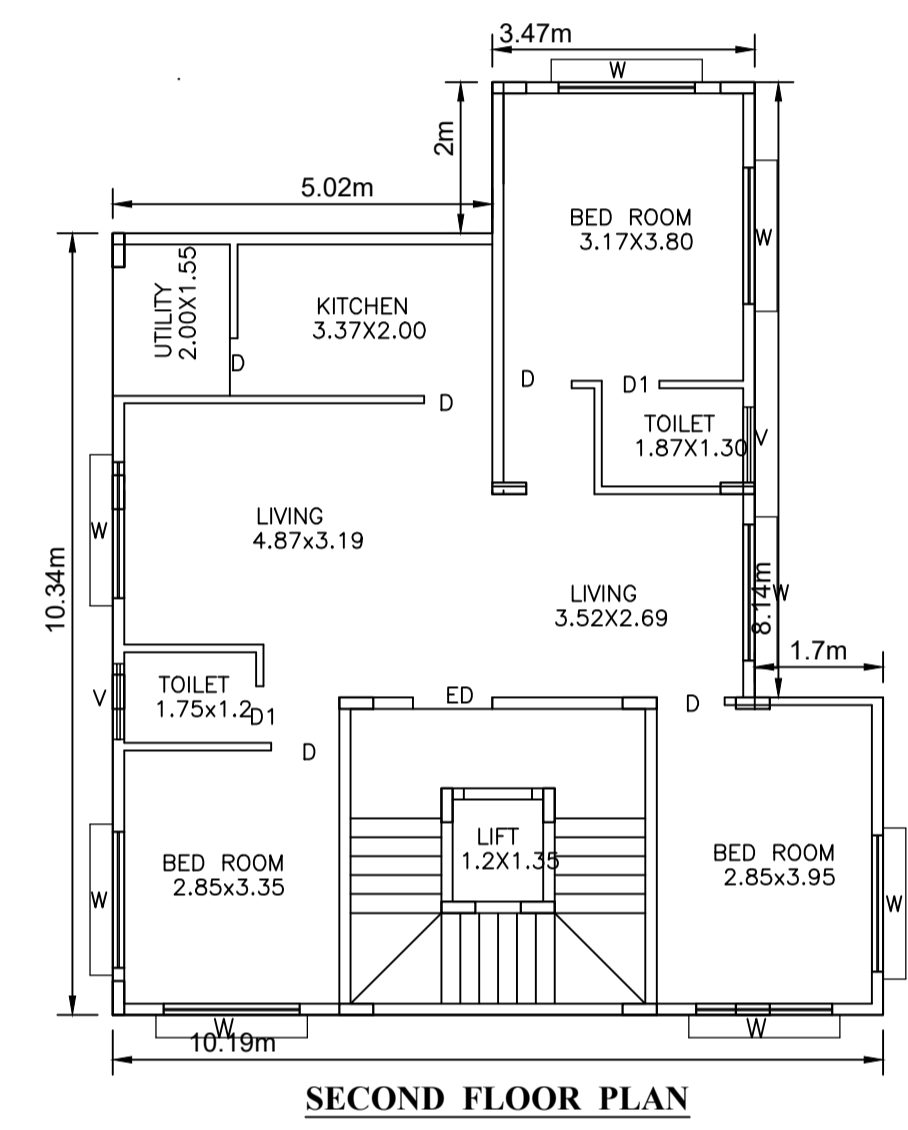 3.47m
W
2m
5.02m
BED ROOM
3.17X3.80
W
UTILITY
2.00X1.55
KITCHEN
3.37X2.00
D
D
D1
D
TOILET
1.87X1.30
V
LIVING
4.87x3.19
W
10.34m
LIVING
3.52X2.69
8.14m
W
1.7m
TOILET
1.75x1.2
V
D1
ED
D
D
LIFT
1.2X1.35
BED ROOM
2.85x3.35
BED ROOM
2.85x3.95
W
W
W
W
10.19m
SECOND FLOOR PLAN